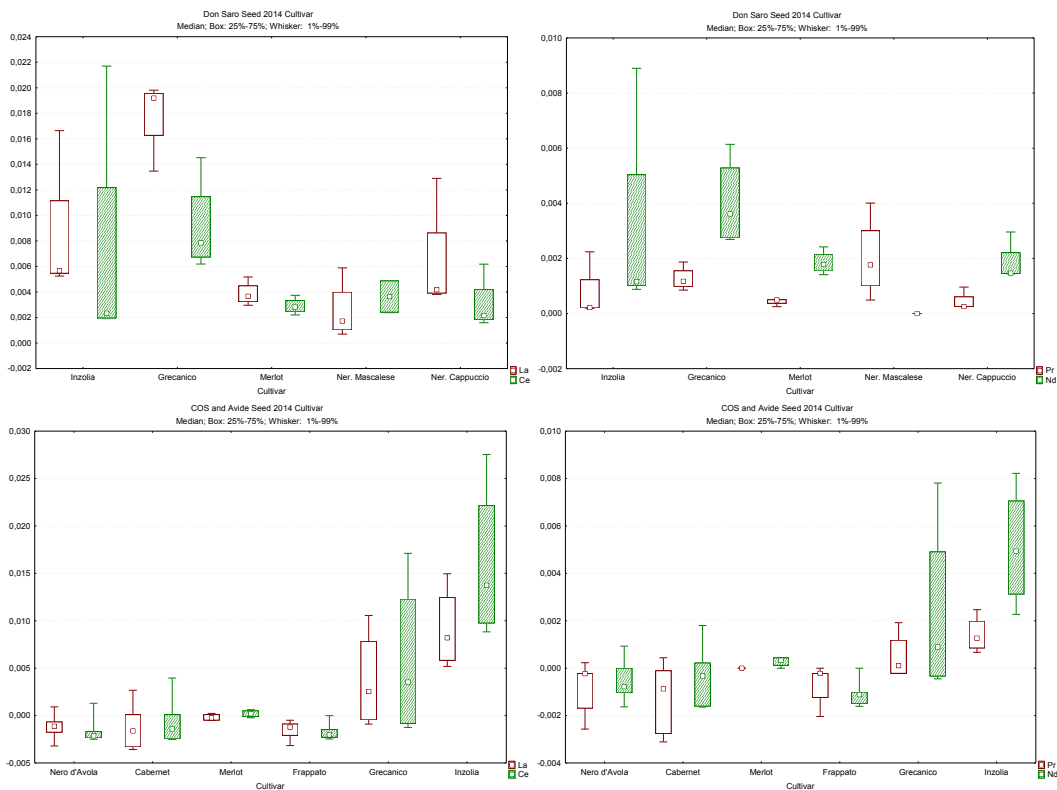 Don Saro Seed 2014 Cultivar
Median; Box: 25%-75%; Whisker: 1%-99%
0,024
0,022
0,020
0,018
0,016
0,014
0,012
0,010
0,008
0,006
0,004
0,002
0,000
-0,002
Inzolia Grecanico Merlot Ner. Mascalese Ner. Cappuccio
Cultivar
La
Ce
Don Saro Seed 2014 Cultivar
Median; Box: 25%-75%; Whisker: 1%-99%
0,010
0,008
0,006
0,004
0,002
0,000
-0,002
Inzolia Grecanico Merlot Ner. Mascalese Ner. Cappuccio
Cultivar
Pr
Nd
COS and Avide Seed 2014 Cultivar
Median; Box: 25%-75%; Whisker: 1%-99%
0,030
0,025
0,020
0,015
0,010
0,005
0,000
-0,005
Nero d'Avola Cabernet Merlot Frappato Grecanico Inzolia
Cultivar
La
Ce
COS and Avide Seed 2014 Cultivar
Median; Box: 25%-75%; Whisker: 1%-99%
0,010
0,008
0,006
0,004
0,002
0,000
-0,002
-0,004
Nero d'Avola Cabernet Merlot Frappato Grecanico Inzolia
Cultivar
Pr
Nd